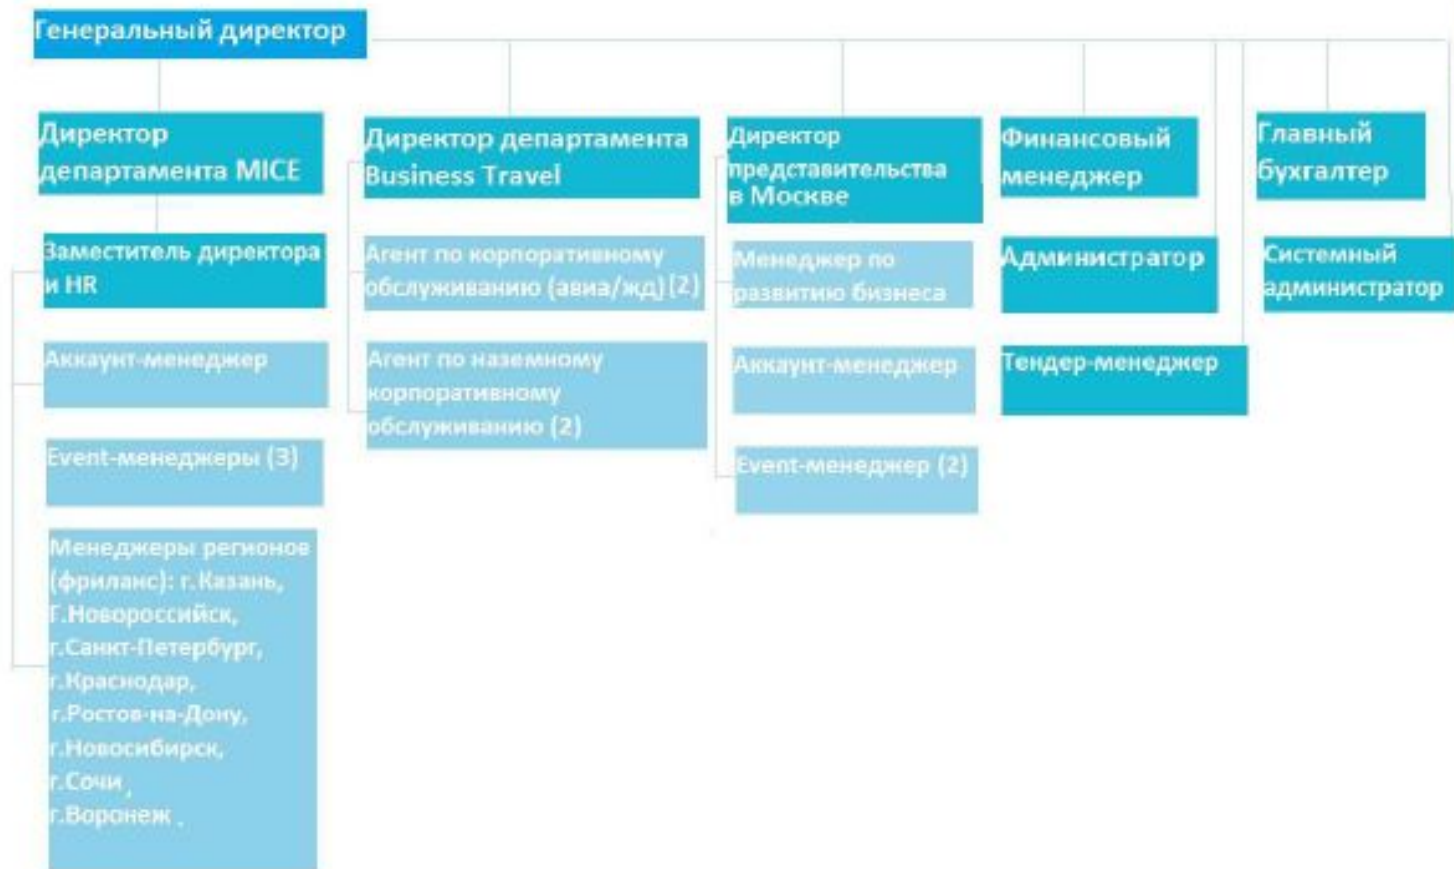 Генеральный директор
Директор
департамента MICE
Заместитель директора
и HR
Аккаунт-менеджер
Event-менеджеры (3)
Менеджеры регионов
(фриланс): г.Казань,
Г.Новороссийск,
г.Санкт-Петербург,
г.Краснодар,
г.Ростов-на-Дону,
г.Новосибирск,
г.Сочи ,
г.Воронеж .
Директор департамента
Business Travel
Агент по корпоративному
обслуживанию (авиа/жд) (2)
Агент по наземному
корпоративному
обслуживанию (2)
Директор
представительства
в Москве
Менеджер по
развитию бизнеса
Аккаунт-менеджер
Event-менеджер (2)
Финансовый
менеджер
Администратор
Тендер-менеджер
Главный
бухгалтер
Системный
администратор